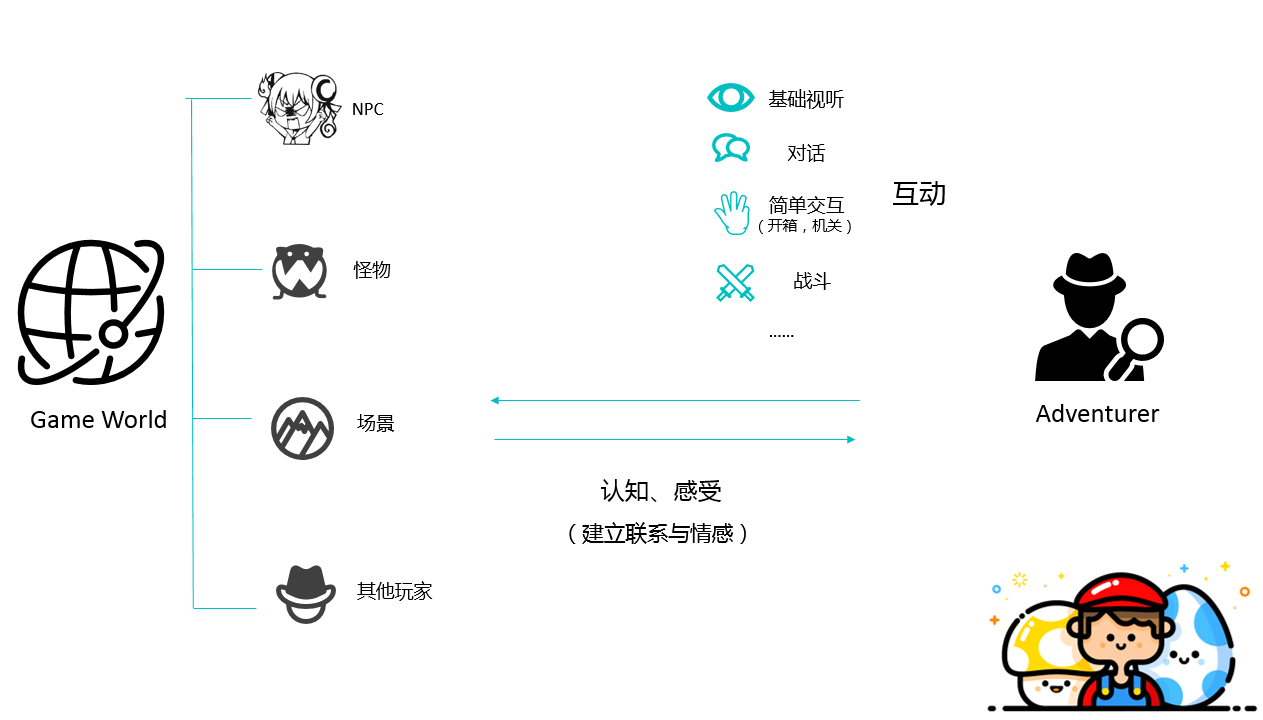 NPC
怪物
Game World
场景
其他玩家
基础视听
对话
简单交互
（开箱，机关）
战斗
……
互动
认知、感受
（建立联系与情感）
Adventurer